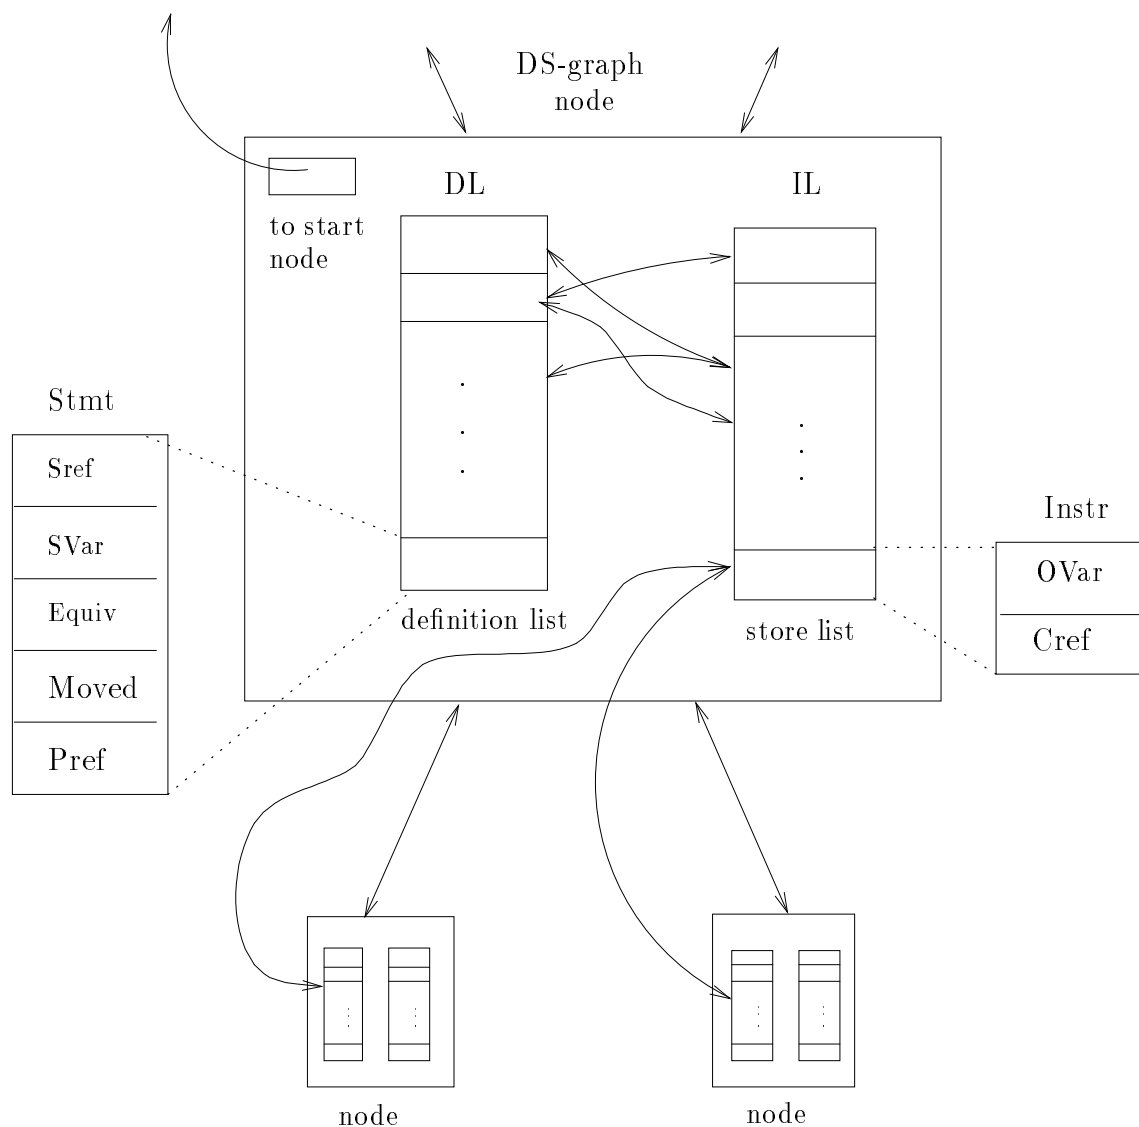 DS-graph
node
DL
IL
to start
node
Stmt
Sref
SVar
Equiv
Moved
Pref
definition list
store list
Instr
OVar
Cref
node
node